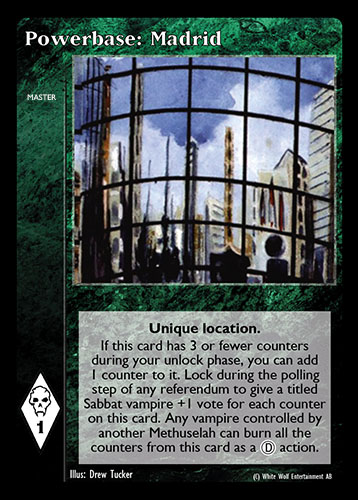 Powerbase: Madrid
MASTER
Unique location.
If this card has 3 or fewer counters
during your unlock phase, you can add
1 counter to it. Lock during the polling
step of any referendum to give a titled
Sabbat vampire +1 vote for each counter
on this card. Any vampire controlled by
another Methuselah can burn all the
counters from this card as a Ⓓ action.
1
Illus: Drew Tucker
(C) White Wolf Entertainment AB